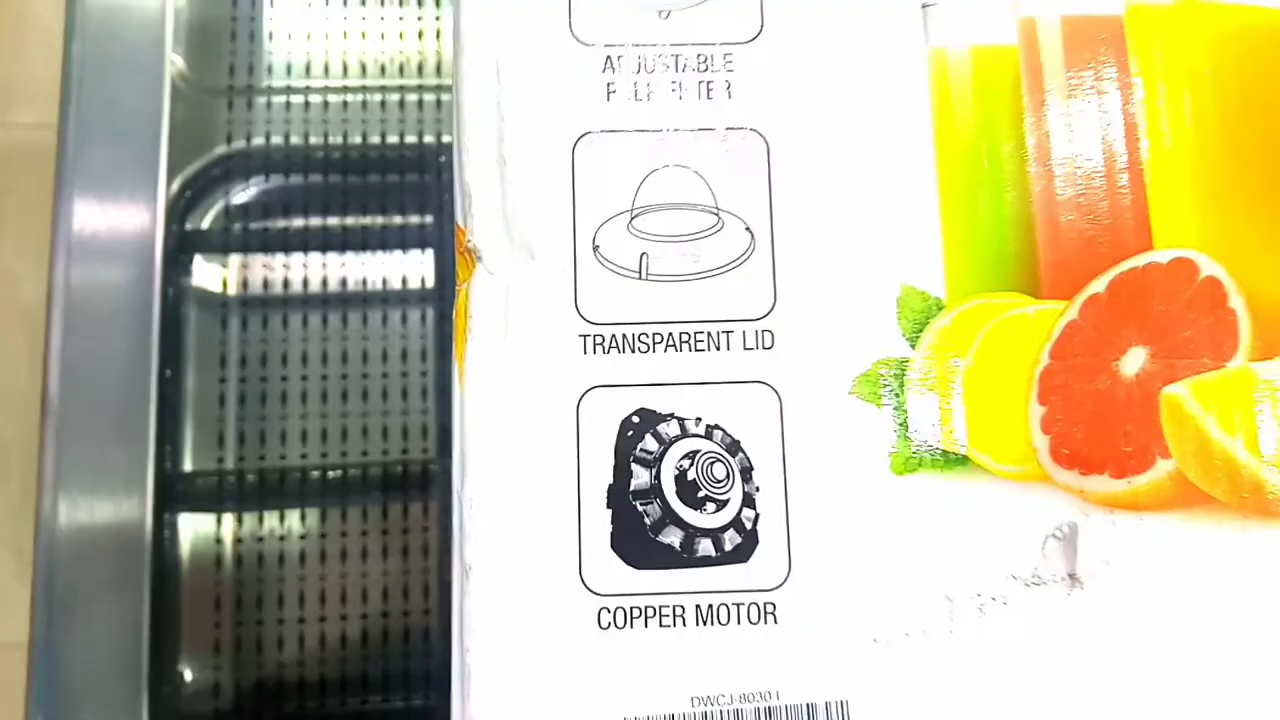 ADJUSTABLE
PULP FILTER
TRANSPARENT LID
COPPER MOTOR
DWCJ-8030 I